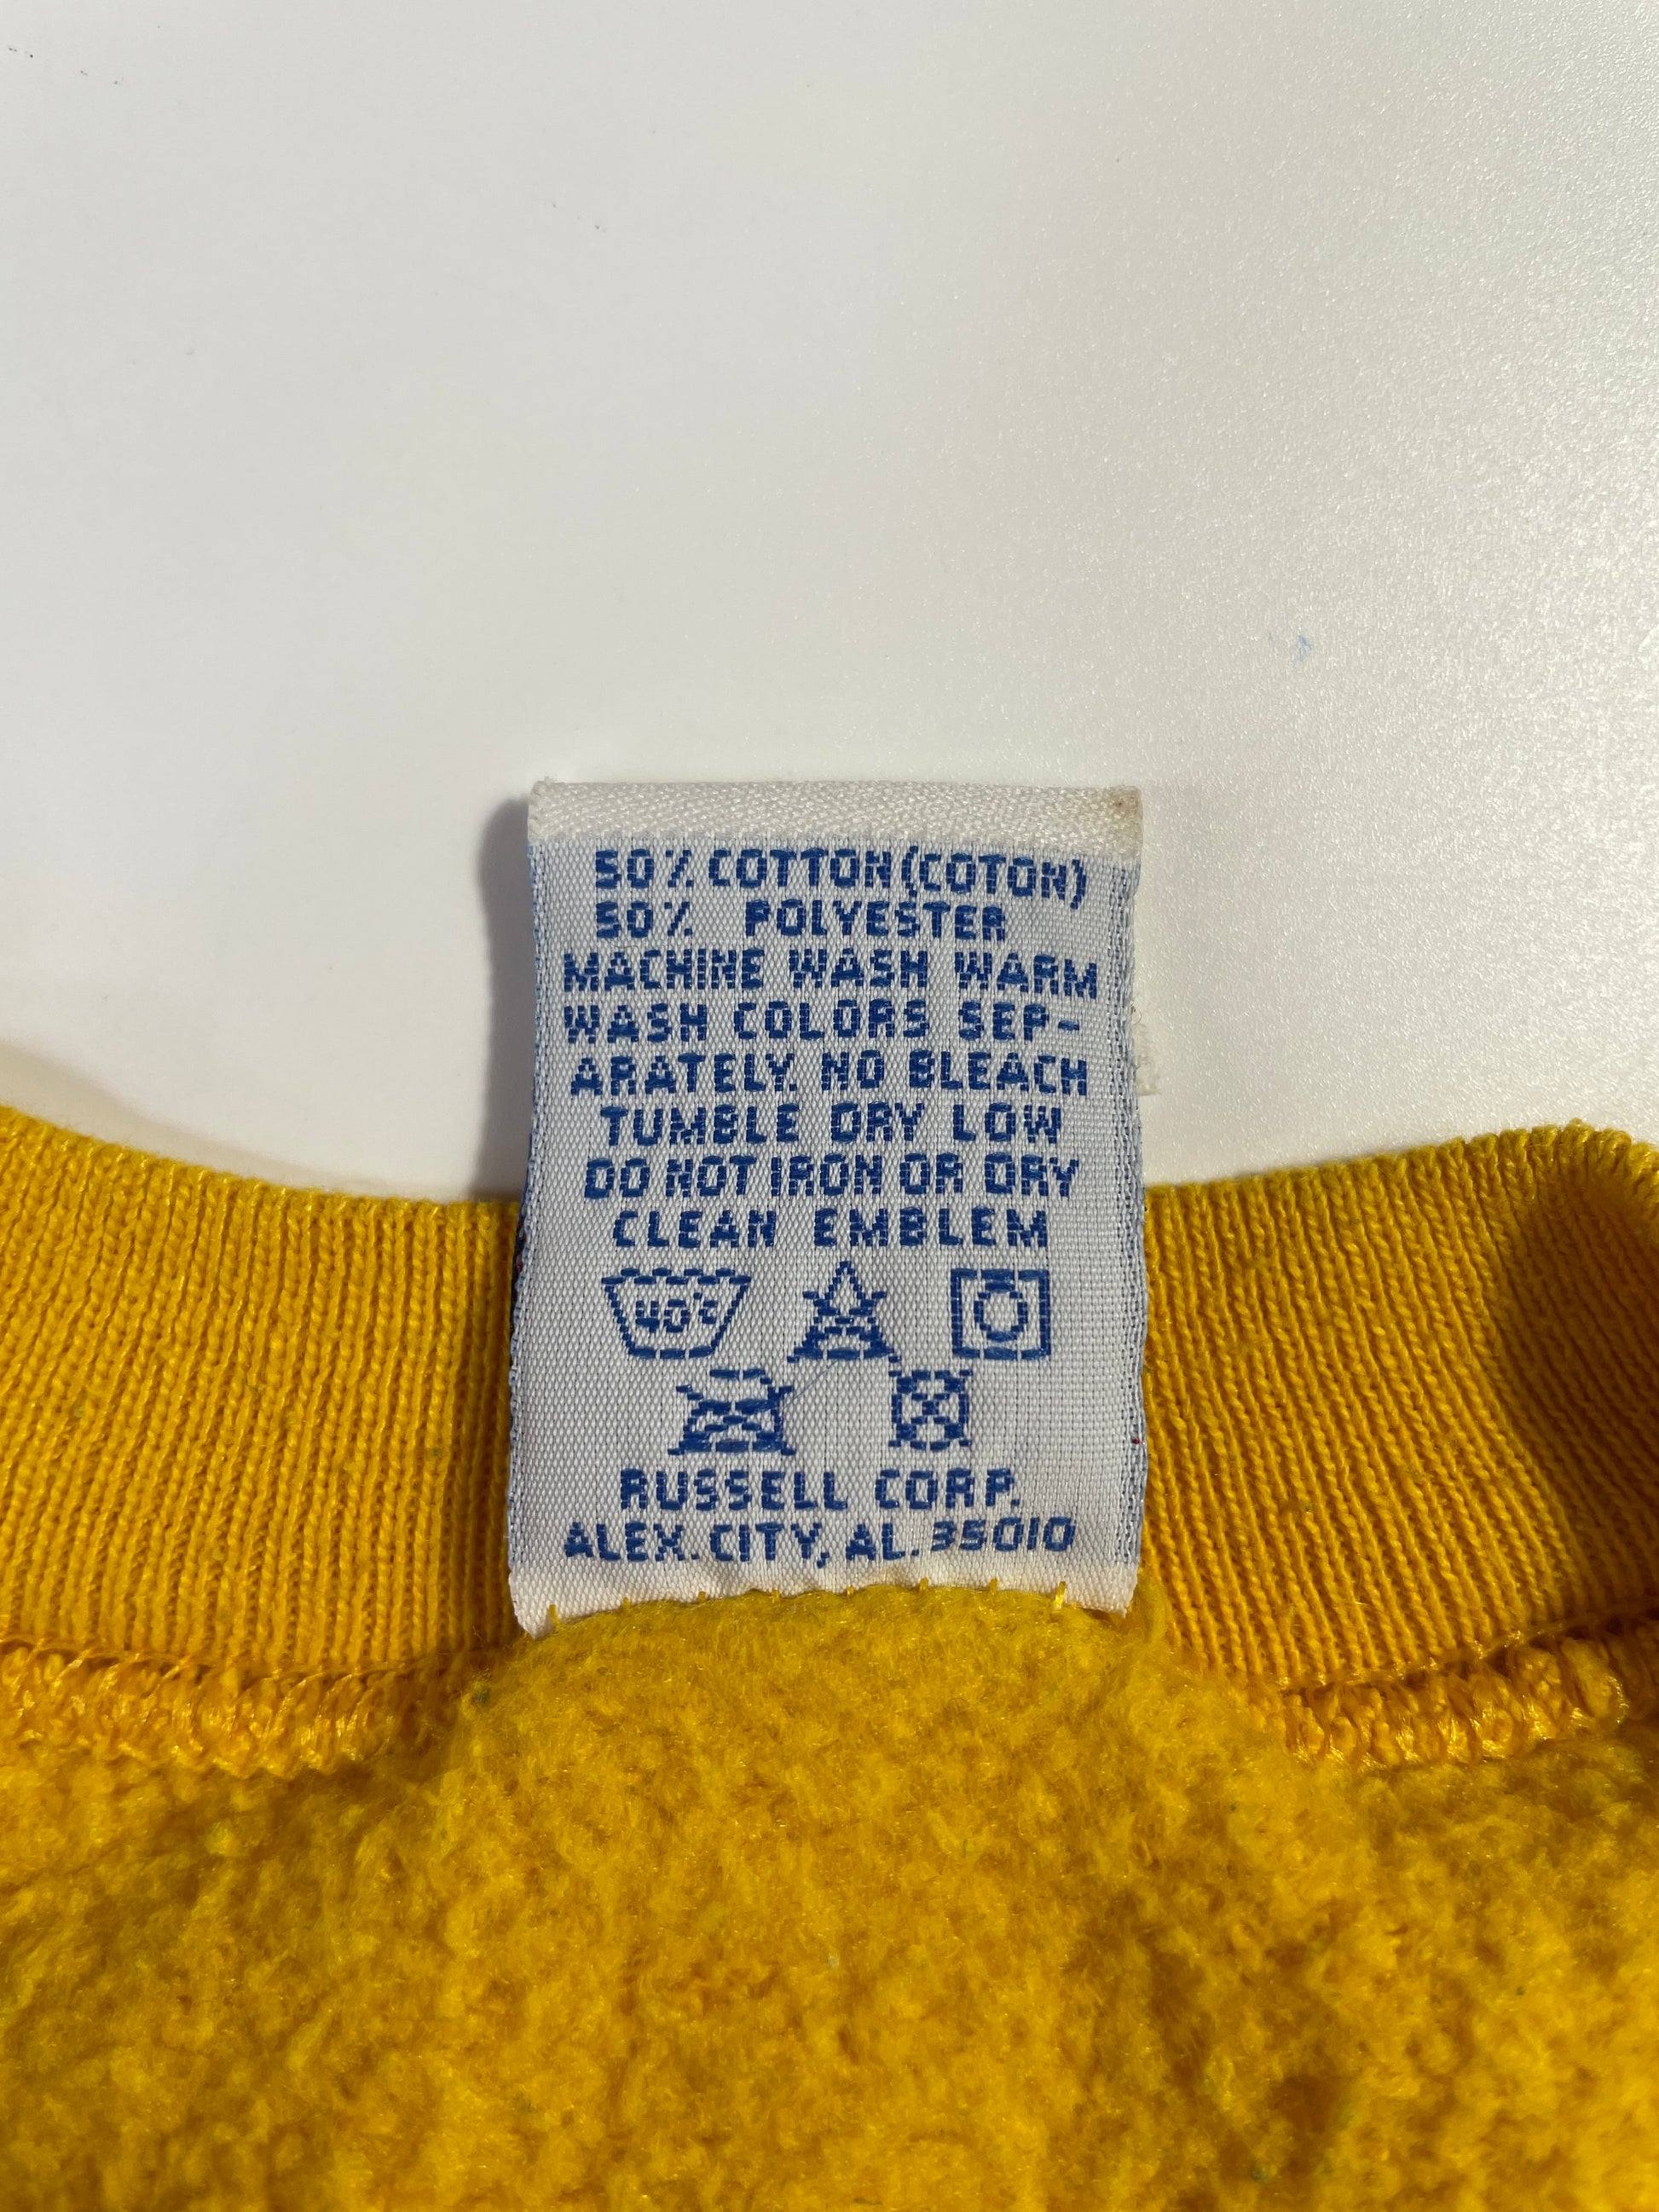 50% COTTON(COTON)
50% POLYESTER
MACHINE WASH WARM
WASH COLORS SEP-
ARATELY. NO BLEACH
TUMBLE DRY LOW
DO NOT IRON OR DRY
CLEAN EMBLEM
40°C
RUSSELL CORP.
ALEX. CITY, AL. 35010